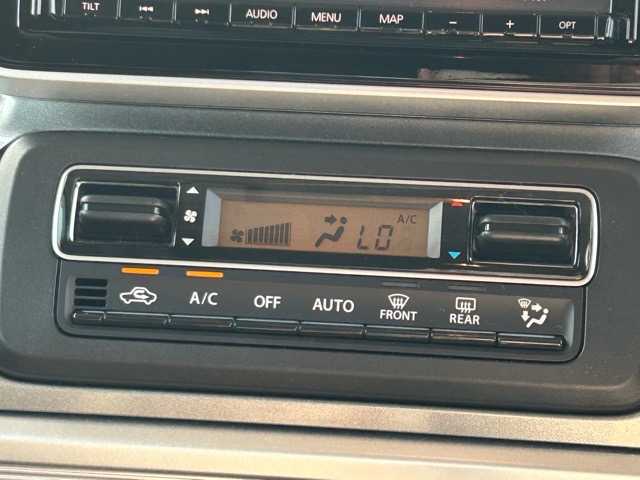 TILT AUDIO MENU MAP - + OPT
A/C
LO
A/C OFF AUTO FRONT REAR